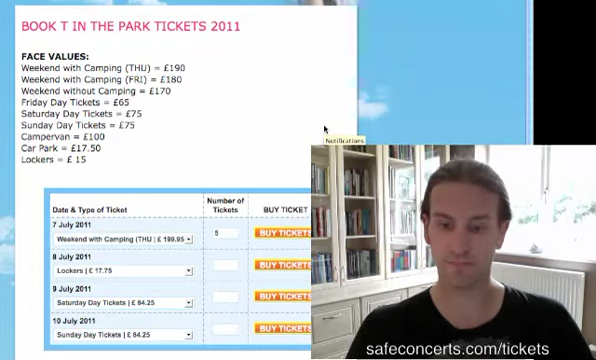 BOOK T IN THE PARK TICKETS 2011
FACE VALUES:
Weekend with Camping (THU) = £190
Weekend with Camping (FRI) = £180
Weekend without Camping = £170
Friday Day Tickets = £65
Saturday Day Tickets = £75
Sunday Day Tickets = £75
Campervan = £100
Car Park = £17.50
Lockers = £ 15
Notifications
Date & Type of Ticket Number of Tickets BUY TICKET
7 July 2011
Weekend with Camping (THU | £ 199.95 5 BUY TICKETS
8 July 2011
Lockers | £ 17.75 BUY TICKETS
9 July 2011
Saturday Day Tickets | £ 84.25 BUY TICKETS
10 July 2011
Sunday Day Tickets | £ 84.25 BUY TICKETS
safeconcerts.com/tickets